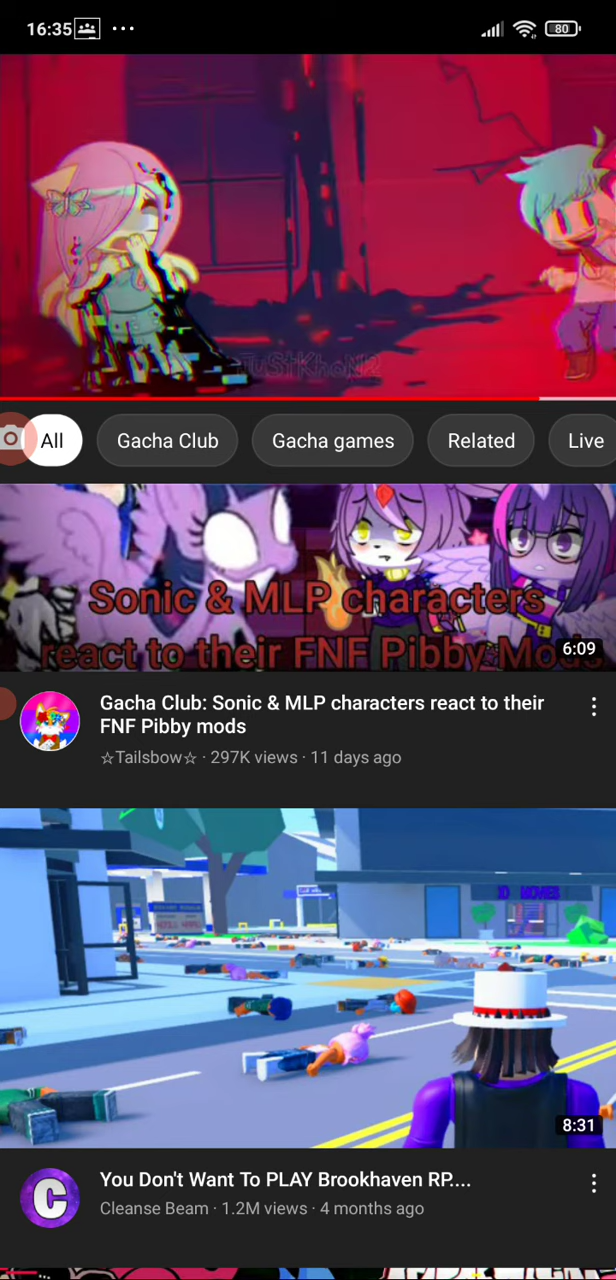 16:35
80
JuStKhoN2
All
Gacha Club
Gacha games
Related
Live
Sonic & MLP characters
react to their FNF Pibby Mods
6:09
Gacha Club: Sonic & MLP characters react to their
FNF Pibby mods
☆Tailsbow☆ · 297K views · 11 days ago
8:31
C
You Don't Want To PLAY Brookhaven RP....
Cleanse Beam · 1.2M views · 4 months ago